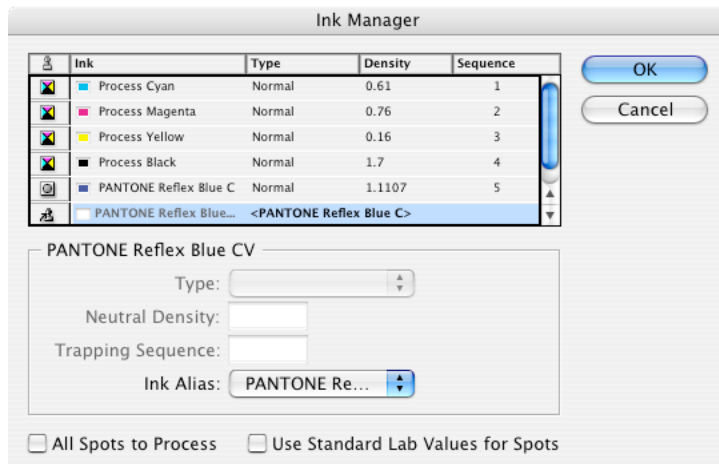 Ink Manager
Ink Type Density Sequence
Process Cyan Normal 0.61 1
Process Magenta Normal 0.76 2
Process Yellow Normal 0.16 3
Process Black Normal 1.7 4
PANTONE Reflex Blue C Normal 1.1107 5
PANTONE Reflex Blue... <PANTONE Reflex Blue C>
OK
Cancel
PANTONE Reflex Blue CV
Type:
Neutral Density:
Trapping Sequence:
Ink Alias: PANTONE Re...
All Spots to Process Use Standard Lab Values for Spots